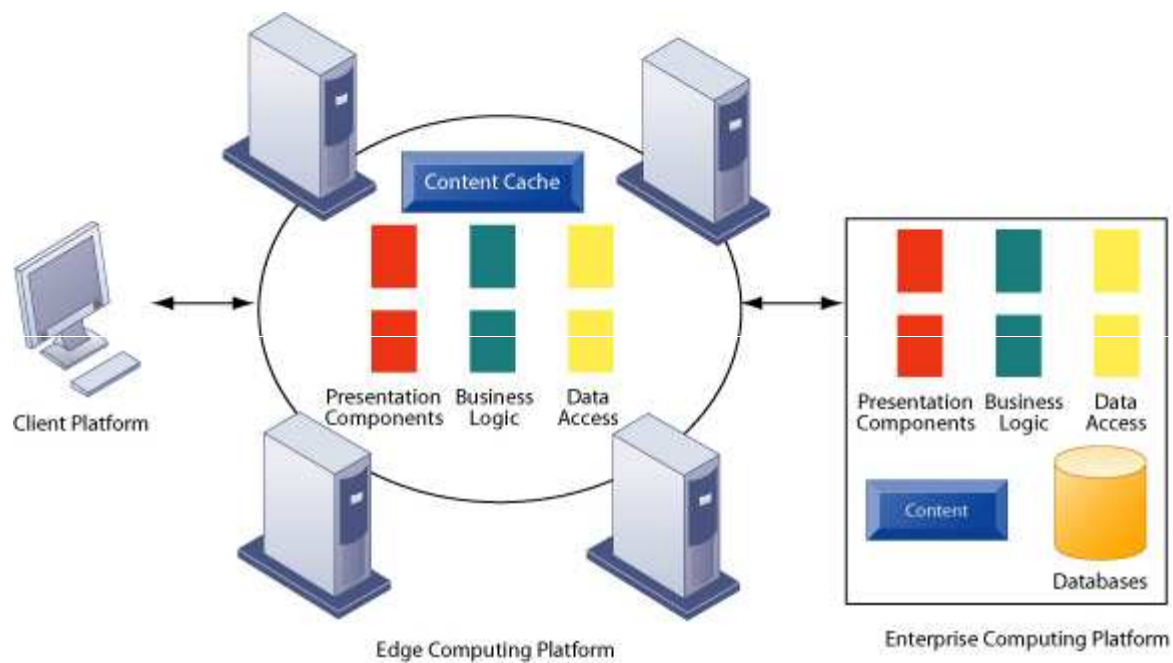 Content Cache
Presentation Components
Business Logic
Data Access
Client Platform
Presentation Components
Business Logic
Data Access
Content
Databases
Edge Computing Platform
Enterprise Computing Platform